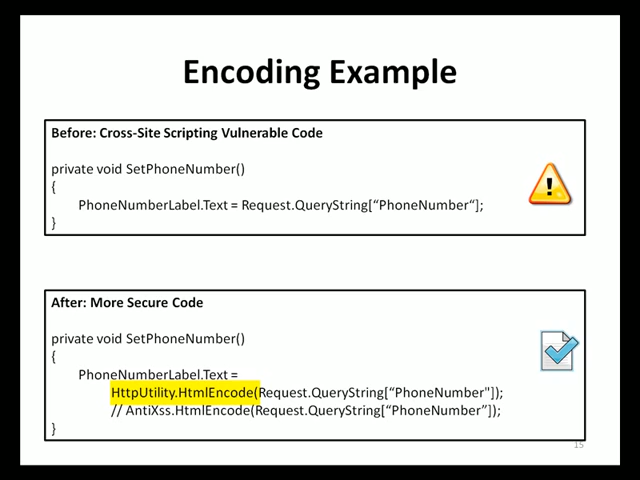 Encoding Example
Before: Cross-Site Scripting Vulnerable Code
private void SetPhoneNumber()
{
PhoneNumberLabel.Text = Request.QueryString[“PhoneNumber“];
}
After: More Secure Code
private void SetPhoneNumber()
{
PhoneNumberLabel.Text =
HttpUtility.HtmlEncode(Request.QueryString[“PhoneNumber"]);
// AntiXss.HtmlEncode(Request.QueryString[“PhoneNumber”]);
}
15